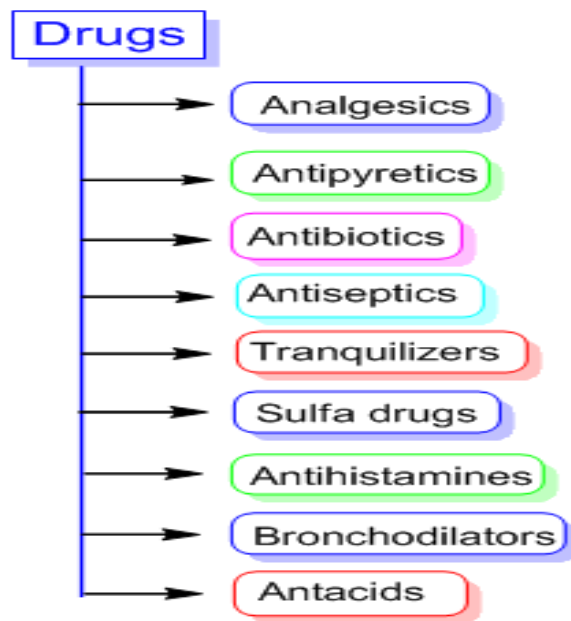 Drugs
Analgesics
Antipyretics
Antibiotics
Antiseptics
Tranquilizers
Sulfa drugs
Antihistamines
Bronchodilators
Antacids